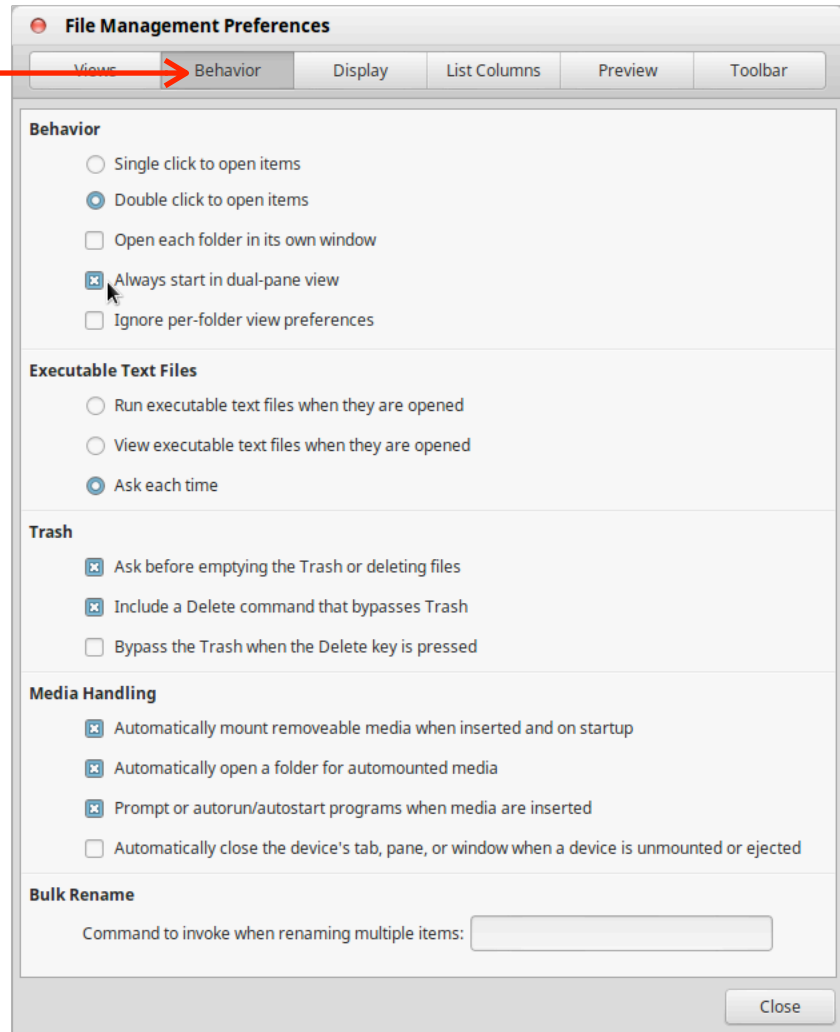 File Management Preferences
Views Behavior Display List Columns Preview Toolbar
Behavior
Single click to open items
Double click to open items
Open each folder in its own window
Always start in dual-pane view
Ignore per-folder view preferences
Executable Text Files
Run executable text files when they are opened
View executable text files when they are opened
Ask each time
Trash
Ask before emptying the Trash or deleting files
Include a Delete command that bypasses Trash
Bypass the Trash when the Delete key is pressed
Media Handling
Automatically mount removeable media when inserted and on startup
Automatically open a folder for automounted media
Prompt or autorun/autostart programs when media are inserted
Automatically close the device's tab, pane, or window when a device is unmounted or ejected
Bulk Rename
Command to invoke when renaming multiple items:
Close